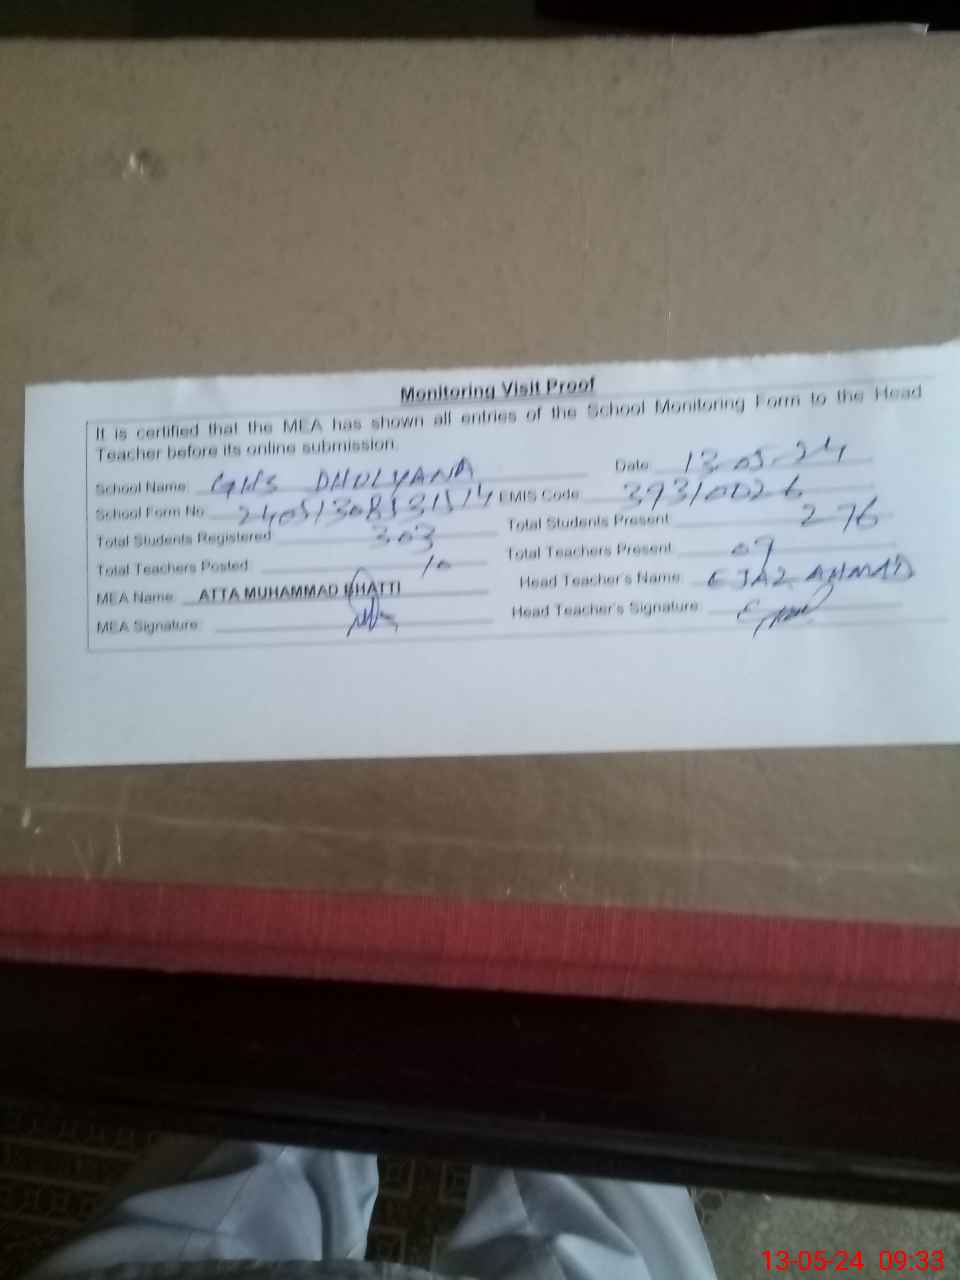 Monitoring Visit Proof
It is certified that the MEA has shown all entries of the School Monitoring Form to the Head
Teacher before its online submission.
School Name GHS DHULYANA Date 13-05-24
School Form No EMIS Code 39310026
Total Students Registered 303 Total Students Present 276
Total Teachers Posted 10 Total Teachers Present 09
MEA Name ATTA MUHAMMAD BHATTI Head Teacher's Name EJAZ AHMAD
MEA Signature Head Teacher's Signature
13-05-24 09:33